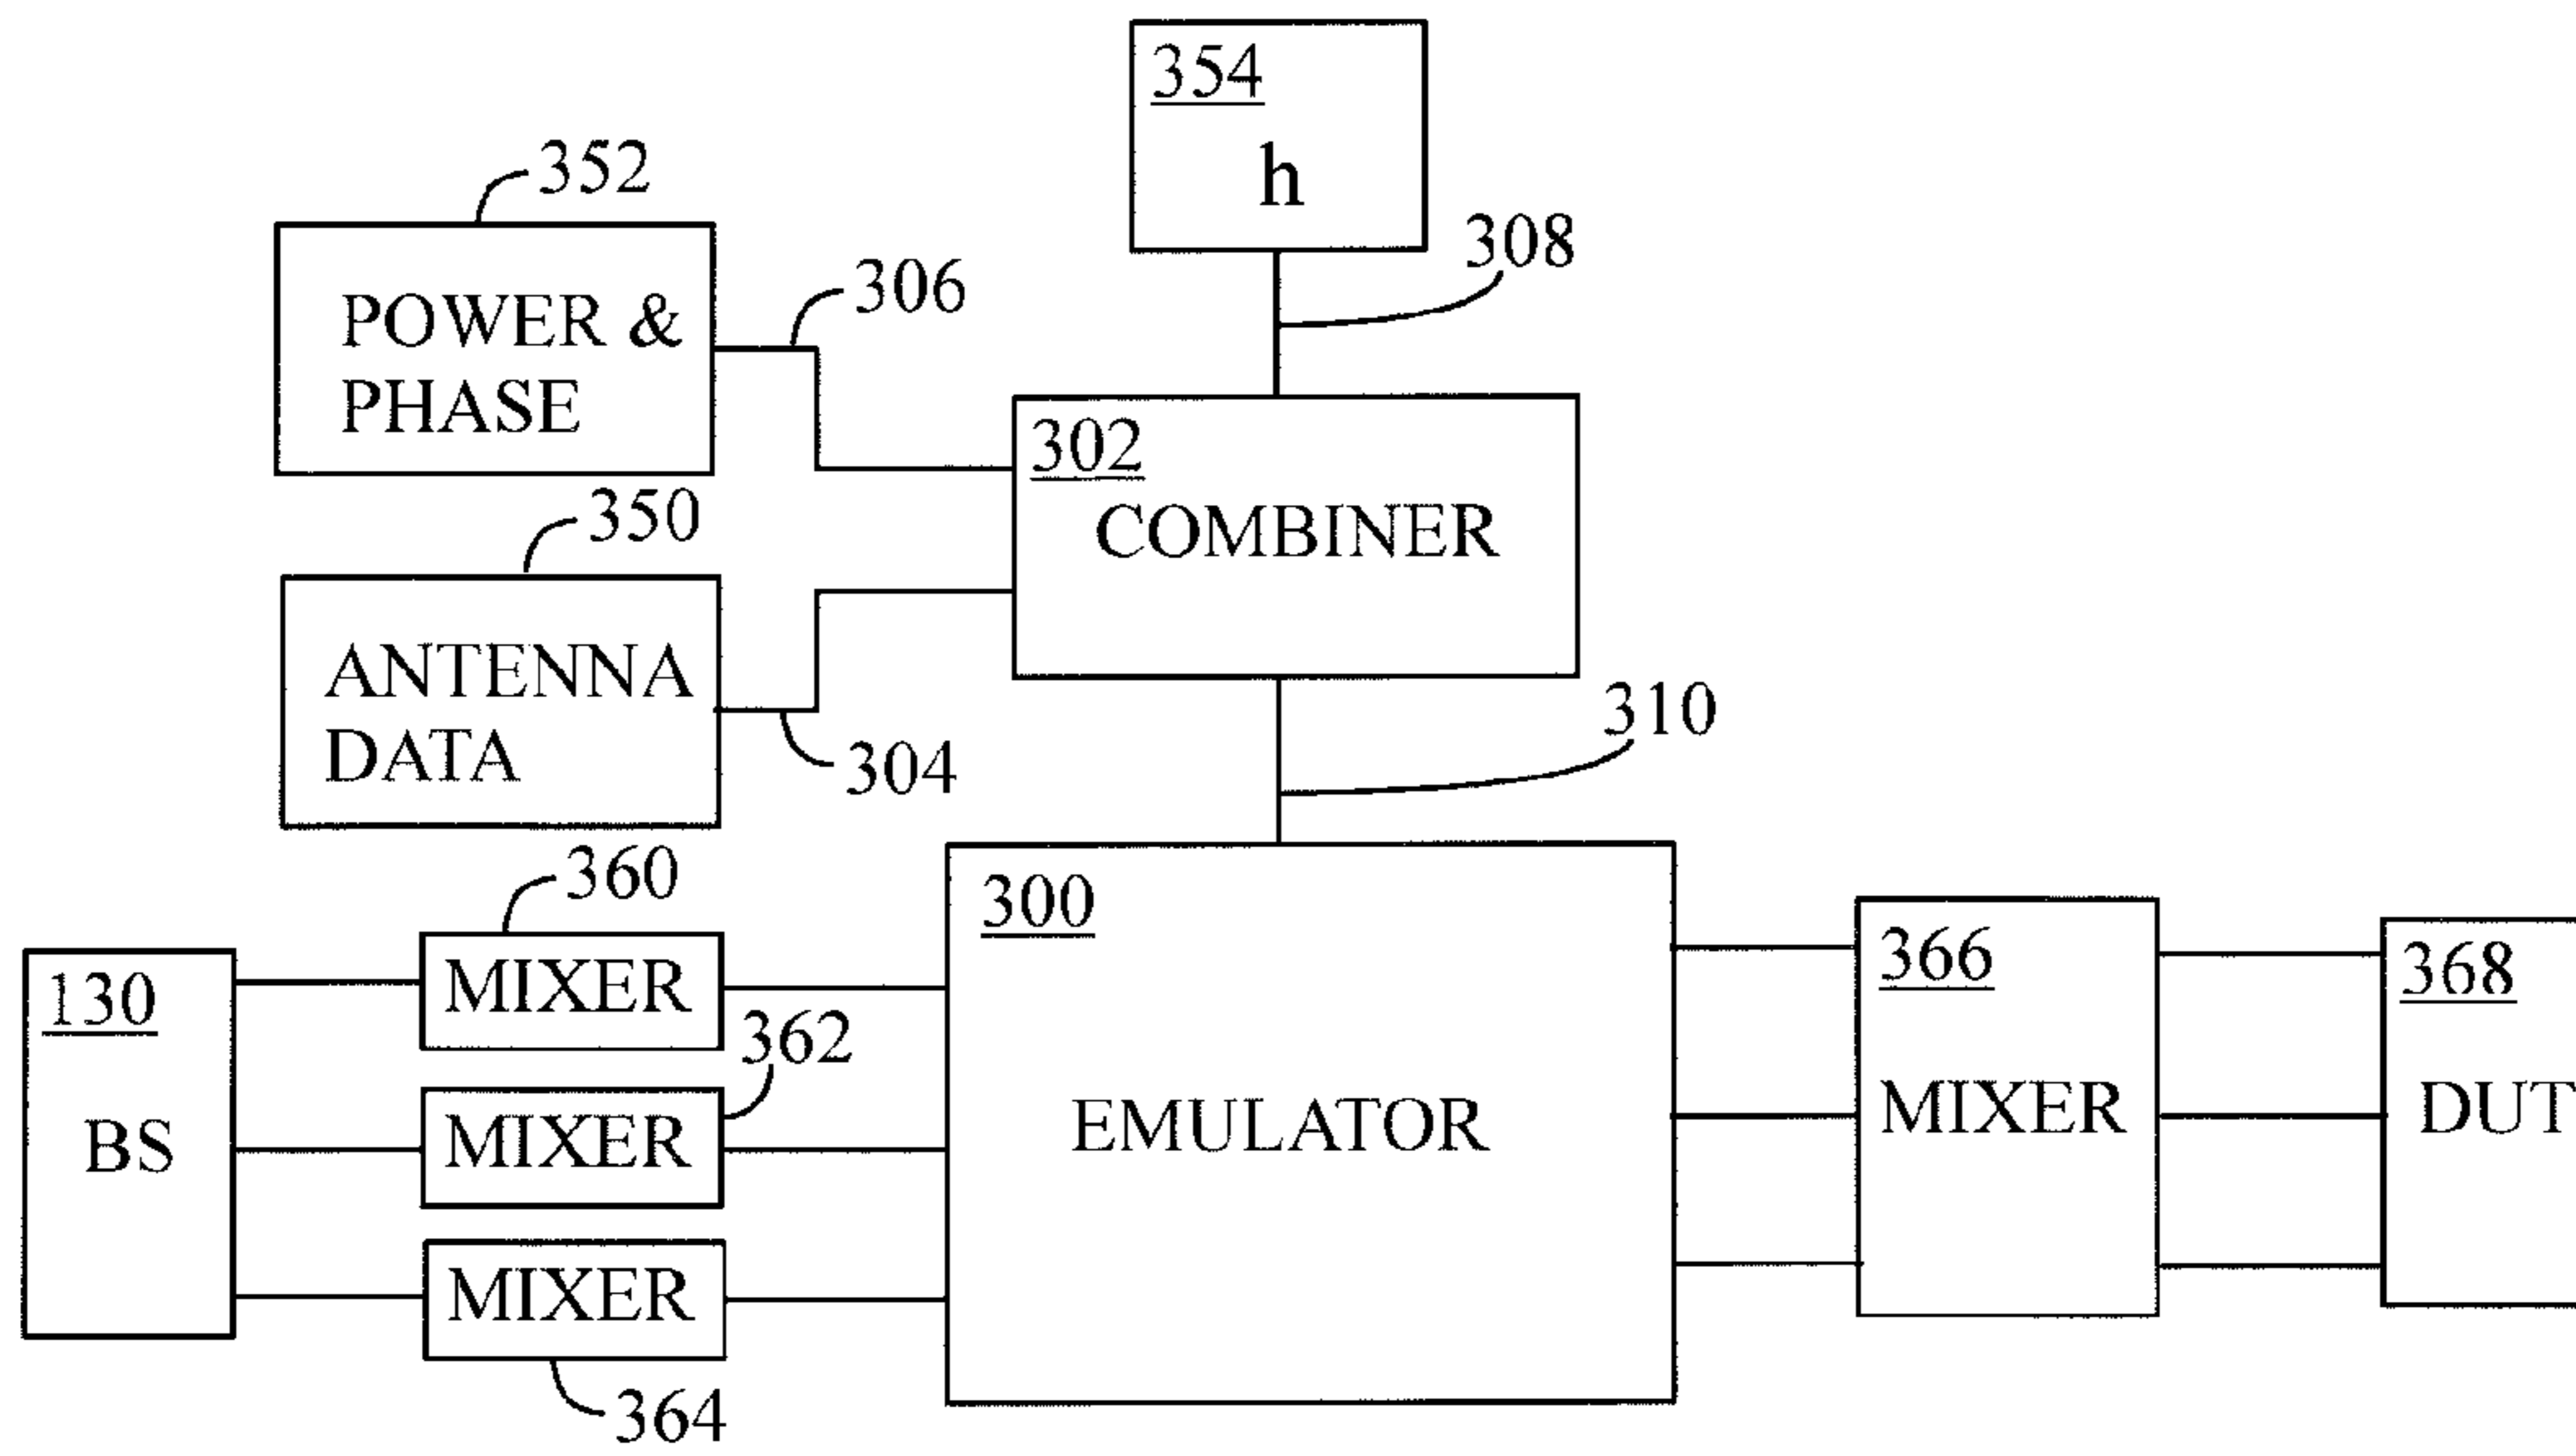 354
h
352
308
306
POWER &
PHASE
302
COMBINER
350
ANTENNA
DATA
304
310
360
300
EMULATOR
130
BS
MIXER
362
MIXER
MIXER
364
366
MIXER
368
DUT